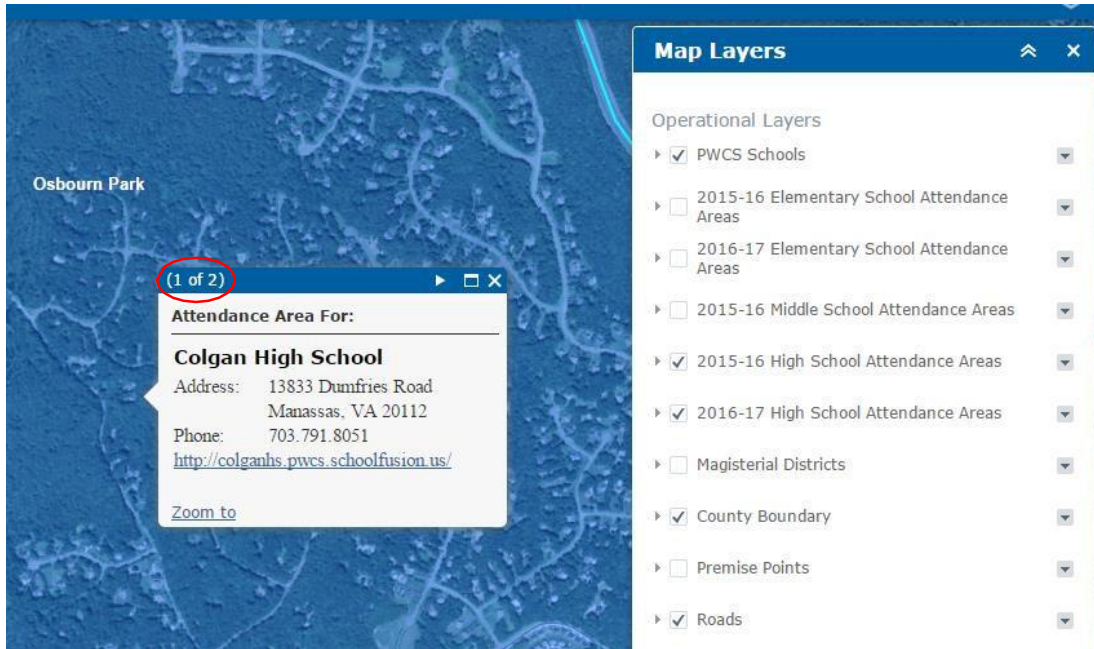 Map Layers
Operational Layers
PWCS Schools
2015-16 Elementary School Attendance
Areas
2016-17 Elementary School Attendance
Areas
2015-16 Middle School Attendance Areas
2015-16 High School Attendance Areas
2016-17 High School Attendance Areas
Magisterial Districts
County Boundary
Premise Points
Roads
Osbourn Park
(1 of 2)
Attendance Area For:
Colgan High School
Address: 13833 Dumfries Road
Manassas, VA 20112
Phone: 703.791.8051
http://colganhs.pwcs.schoolfusion.us/
Zoom to